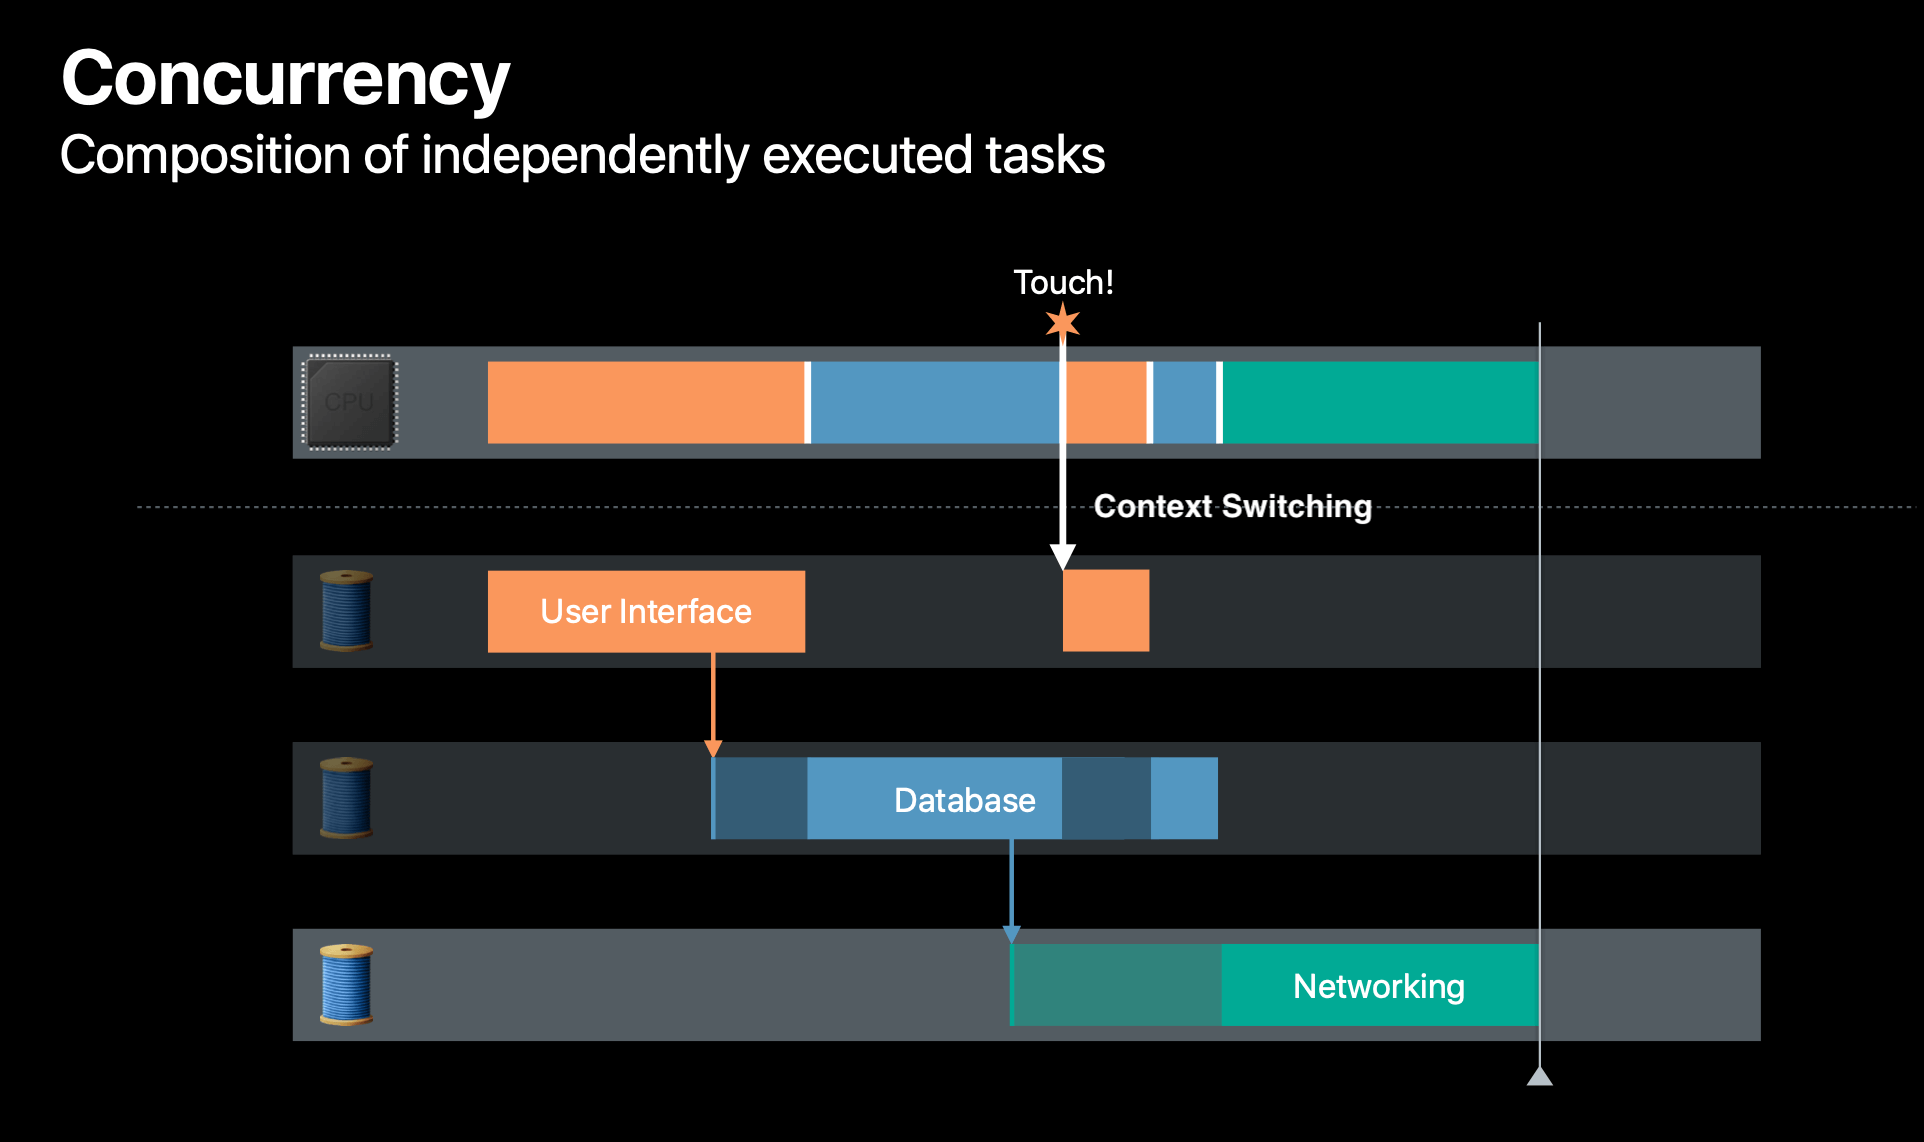 Concurrency
Composition of independently executed tasks
Touch!
CPU
Context Switching
User Interface
Database
Networking